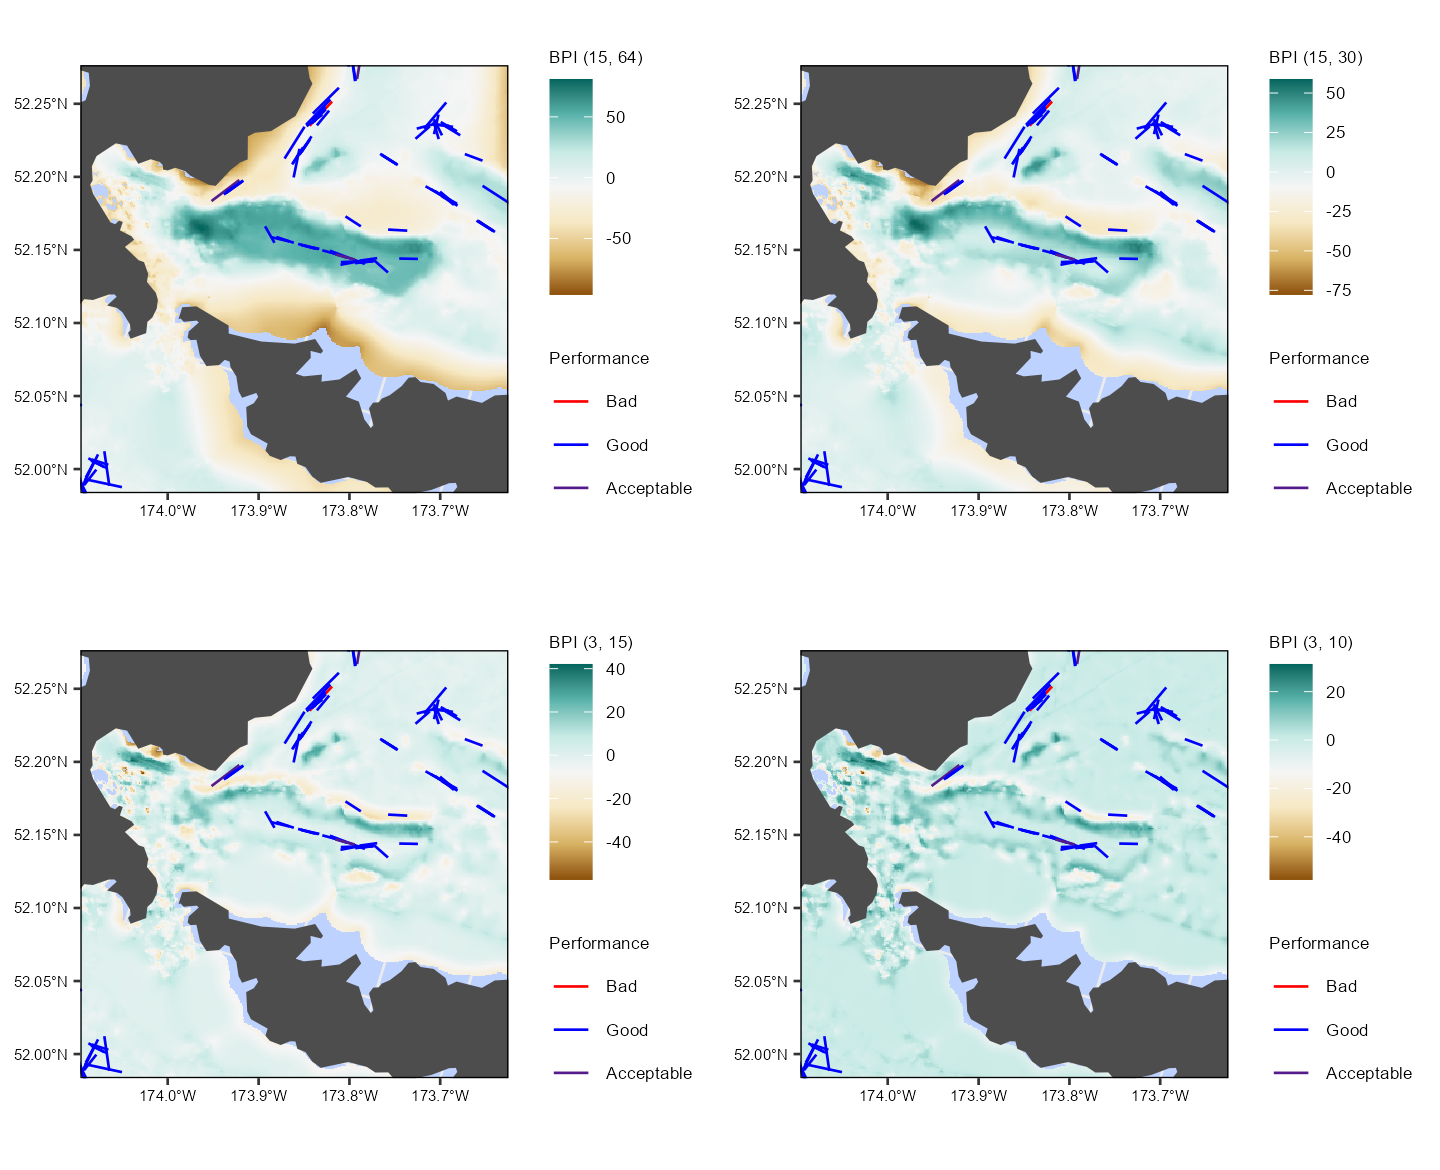 BPI (15, 64)
50
0
-50
Performance
Bad
Good
Acceptable
52.25°N
52.20°N
52.15°N
52.10°N
52.05°N
52.00°N
174.0°W 173.9°W 173.8°W 173.7°W
BPI (15, 30)
50
25
0
-25
-50
-75
Performance
Bad
Good
Acceptable
52.25°N
52.20°N
52.15°N
52.10°N
52.05°N
52.00°N
174.0°W 173.9°W 173.8°W 173.7°W
BPI (3, 15)
40
20
0
-20
-40
Performance
Bad
Good
Acceptable
52.25°N
52.20°N
52.15°N
52.10°N
52.05°N
52.00°N
174.0°W 173.9°W 173.8°W 173.7°W
BPI (3, 10)
20
0
-20
-40
Performance
Bad
Good
Acceptable
52.25°N
52.20°N
52.15°N
52.10°N
52.05°N
52.00°N
174.0°W 173.9°W 173.8°W 173.7°W